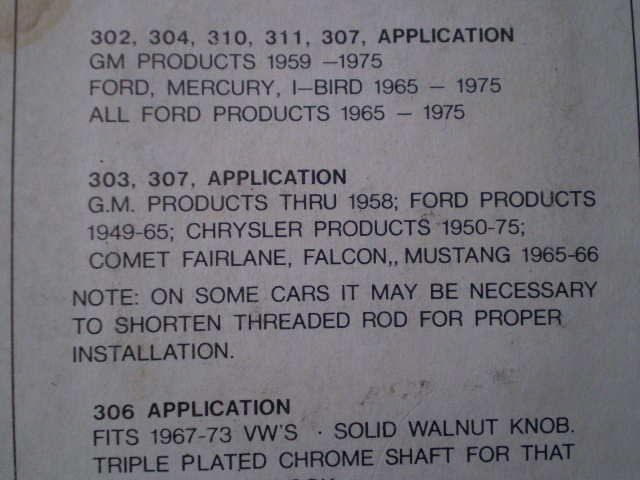 302, 304, 310, 311, 307, APPLICATION
GM PRODUCTS 1959 –1975
FORD, MERCURY, I–BIRD 1965 – 1975
ALL FORD PRODUCTS 1965 – 1975
303, 307, APPLICATION
G.M. PRODUCTS THRU 1958; FORD PRODUCTS
1949-65; CHRYSLER PRODUCTS 1950-75;
COMET FAIRLANE, FALCON,, MUSTANG 1965-66
NOTE: ON SOME CARS IT MAY BE NECESSARY
TO SHORTEN THREADED ROD FOR PROPER
INSTALLATION.
306 APPLICATION
FITS 1967-73 VW'S · SOLID WALNUT KNOB.
TRIPLE PLATED CHROME SHAFT FOR THAT